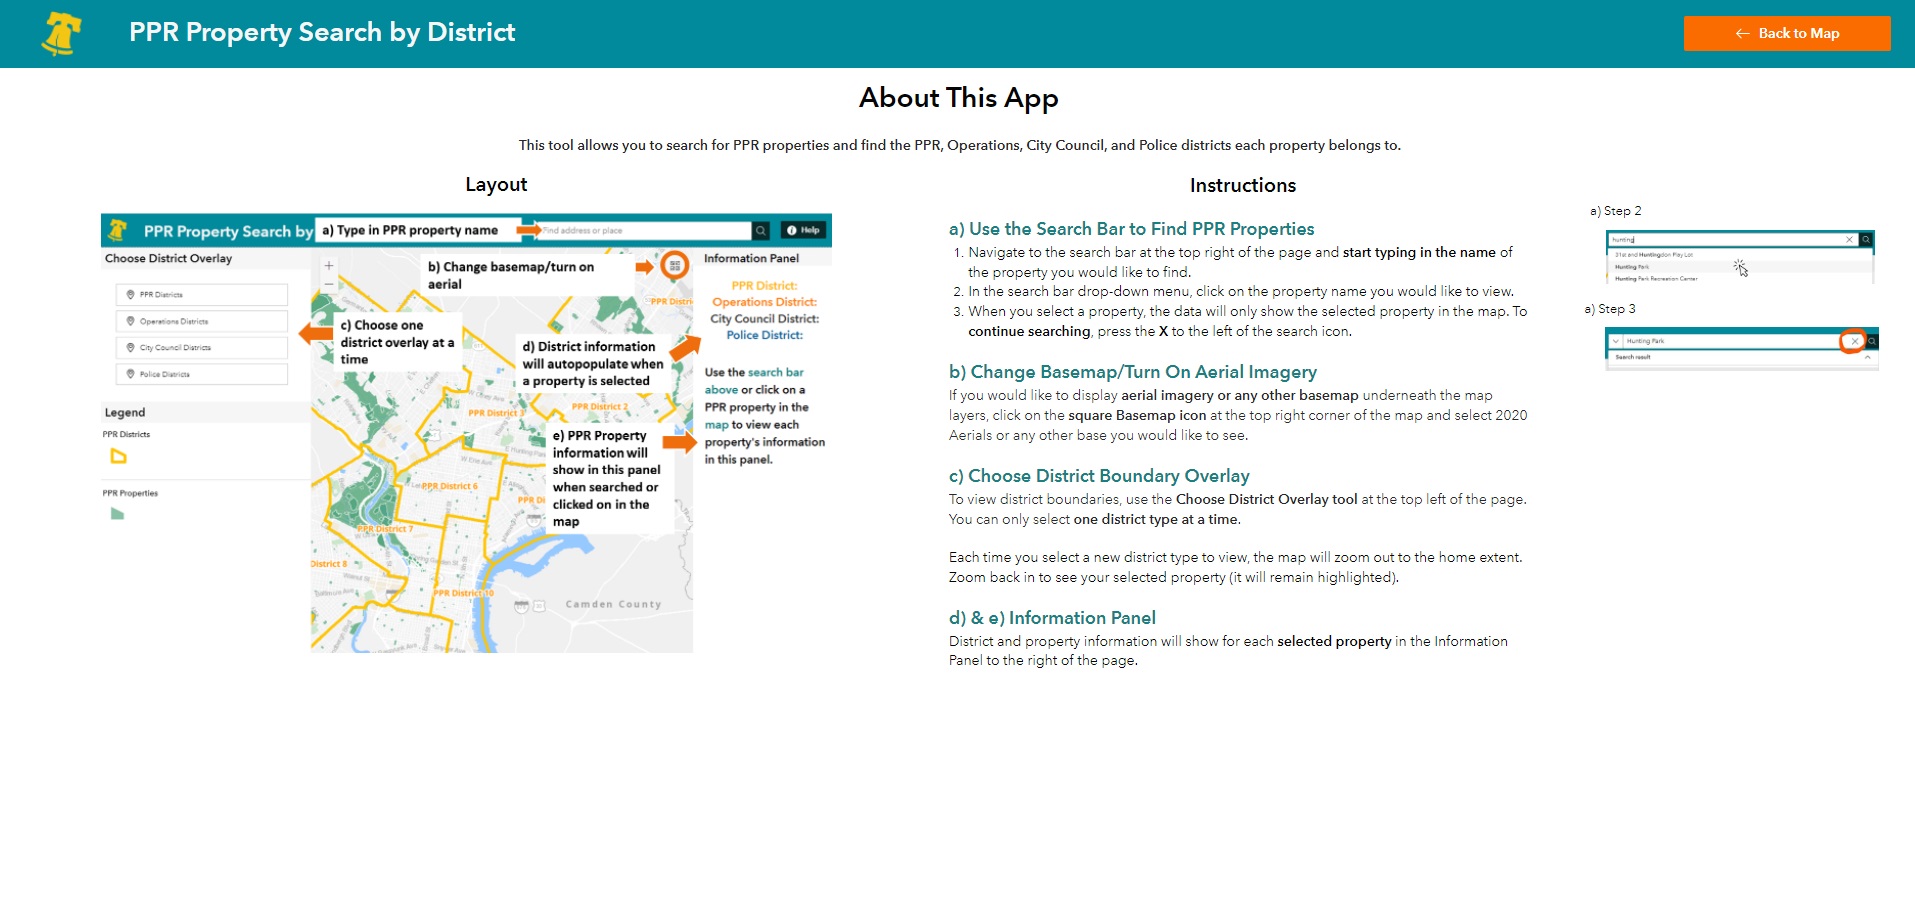 PPR Property Search by District
Back to Map
About This App
This tool allows you to search for PPR properties and find the PPR, Operations, City Council, and Police districts each property belongs to.
Layout
PPR Property Search by
a) Type in PPR property name
Find address or place
Help
Choose District Overlay
PPR Districts
Operations Districts
City Council Districts
Police Districts
Legend
PPR Districts
PPR Properties
b) Change basemap/turn on
aerial
c) Choose one
district overlay at a
time
d) District information
will autopopulate when
a property is selected
e) PPR Property
information will
show in this panel
when searched or
clicked on in the
map
PPR Distri
PPR District 3
PPR District 2
PPR District 6
PPR Di
PPR District 7
District 8
PPR District 10
Camden County
Information Panel
PPR District:
Operations District:
City Council District:
Police District:
Use the search bar
above or click on a
PPR property in the
map to view each
property's information
in this panel.
Instructions
a) Use the Search Bar to Find PPR Properties
1. Navigate to the search bar at the top right of the page and start typing in the name of
the property you would like to find.
2. In the search bar drop-down menu, click on the property name you would like to view.
3. When you select a property, the data will only show the selected property in the map. To
continue searching, press the X to the left of the search icon.
b) Change Basemap/Turn On Aerial Imagery
If you would like to display aerial imagery or any other basemap underneath the map
layers, click on the square Basemap icon at the top right corner of the map and select 2020
Aerials or any other base you would like to see.
c) Choose District Boundary Overlay
To view district boundaries, use the Choose District Overlay tool at the top left of the page.
You can only select one district type at a time.
Each time you select a new district type to view, the map will zoom out to the home extent.
Zoom back in to see your selected property (it will remain highlighted).
d) & e) Information Panel
District and property information will show for each selected property in the Information
Panel to the right of the page.
a) Step 2
hunting
31st and Huntingdon Play Lot
Hunting Park
Hunting Park Recreation Center
a) Step 3
Hunting Park
Search result